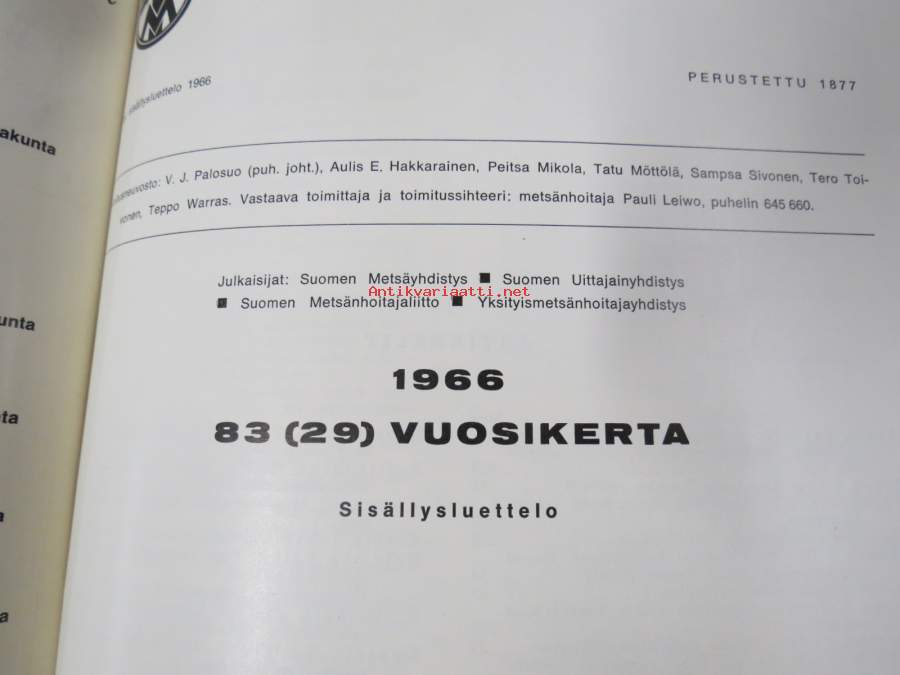 sisällysluettelo 1966
PERUSTETTU 1877
V. J. Palosuo (puh. joht.), Aulis E. Hakkarainen, Peitsa Mikola, Tatu Möttölä, Sampsa Sivonen, Tero Toi-
vonen, Teppo Warras. Vastaava toimittaja ja toimitussihteeri: metsänhoitaja Pauli Leiwo, puhelin 645 660.
Julkaisijat: Suomen Metsäyhdistys ■ Suomen Uittajainyhdistys
Antikvariaatti.net
■ Suomen Metsänhoitajaliitto ■ Yksityismetsänhoitajayhdistys
1966
83 (29) VUOSIKERTA
Sisällysluettelo
akunta
unta